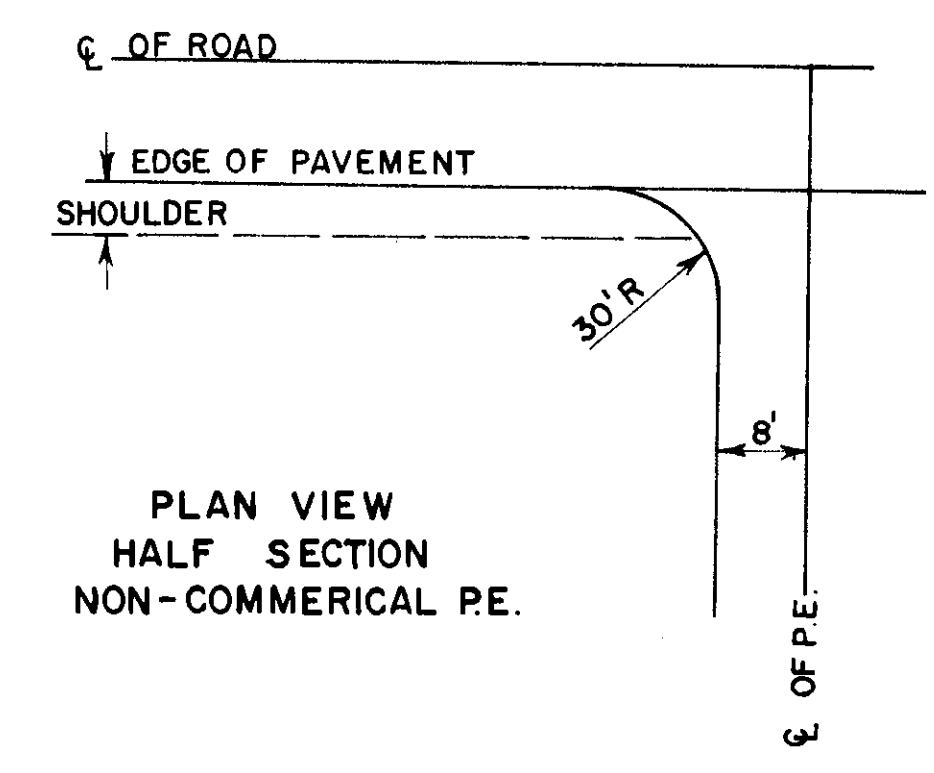 ℄ OF ROAD
EDGE OF PAVEMENT
SHOULDER
30'R
8'
PLAN VIEW
HALF SECTION
NON-COMMERICAL P.E.
℄ OF P.E.